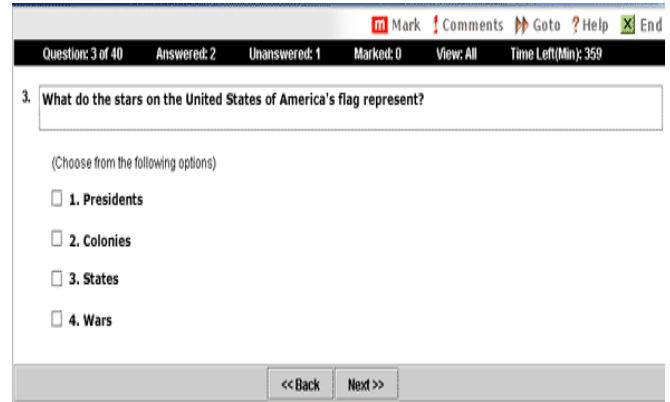 m Mark ! Comments Goto ? Help X End
Question: 3 of 40 Answered: 2 Unanswered: 1 Marked: 0 View: All Time Left(Min): 359
3. What do the stars on the United States of America's flag represent?
(Choose from the following options)
1. Presidents
2. Colonies
3. States
4. Wars
<< Back Next >>